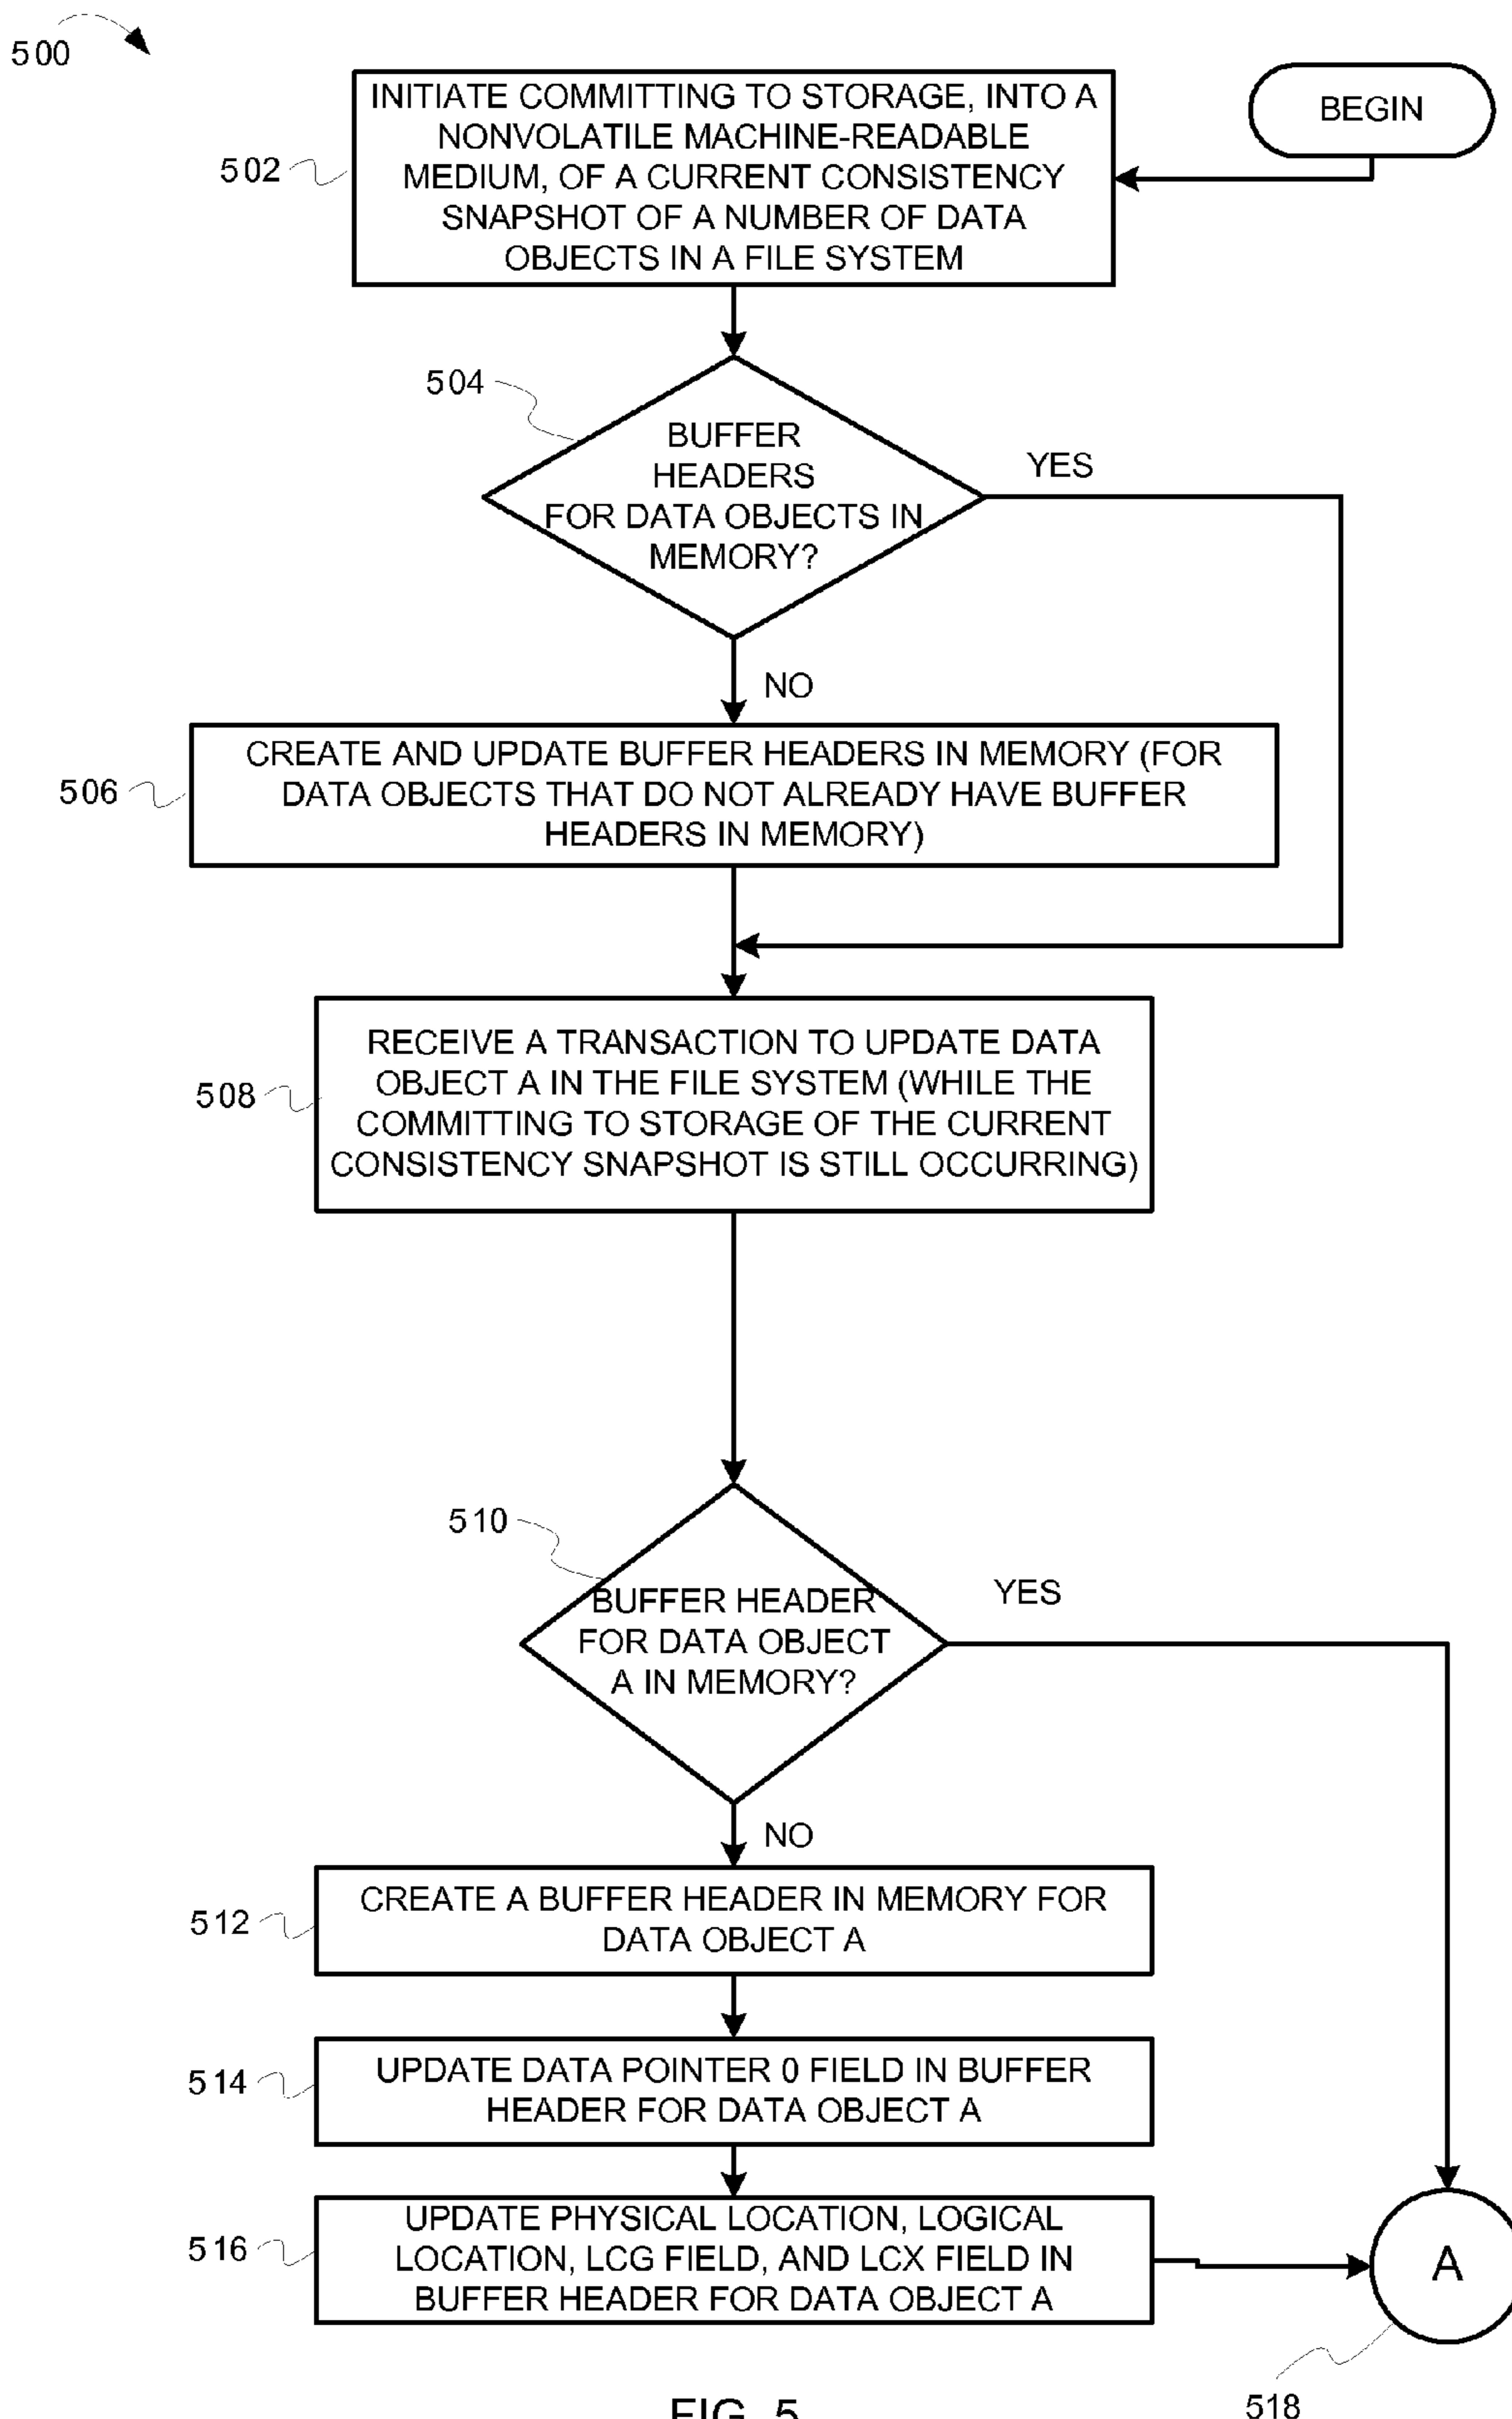 500
BEGIN
502
INITIATE COMMITTING TO STORAGE, INTO A
NONVOLATILE MACHINE-READABLE
MEDIUM, OF A CURRENT CONSISTENCY
SNAPSHOT OF A NUMBER OF DATA
OBJECTS IN A FILE SYSTEM
504
BUFFER
HEADERS
FOR DATA OBJECTS IN
MEMORY?
YES
NO
506
CREATE AND UPDATE BUFFER HEADERS IN MEMORY (FOR
DATA OBJECTS THAT DO NOT ALREADY HAVE BUFFER
HEADERS IN MEMORY)
508
RECEIVE A TRANSACTION TO UPDATE DATA
OBJECT A IN THE FILE SYSTEM (WHILE THE
COMMITTING TO STORAGE OF THE CURRENT
CONSISTENCY SNAPSHOT IS STILL OCCURRING)
510
BUFFER HEADER
FOR DATA OBJECT
A IN MEMORY?
YES
NO
512
CREATE A BUFFER HEADER IN MEMORY FOR
DATA OBJECT A
514
UPDATE DATA POINTER 0 FIELD IN BUFFER
HEADER FOR DATA OBJECT A
516
UPDATE PHYSICAL LOCATION, LOGICAL
LOCATION, LCG FIELD, AND LCX FIELD IN
BUFFER HEADER FOR DATA OBJECT A
A
518
FIG. 5